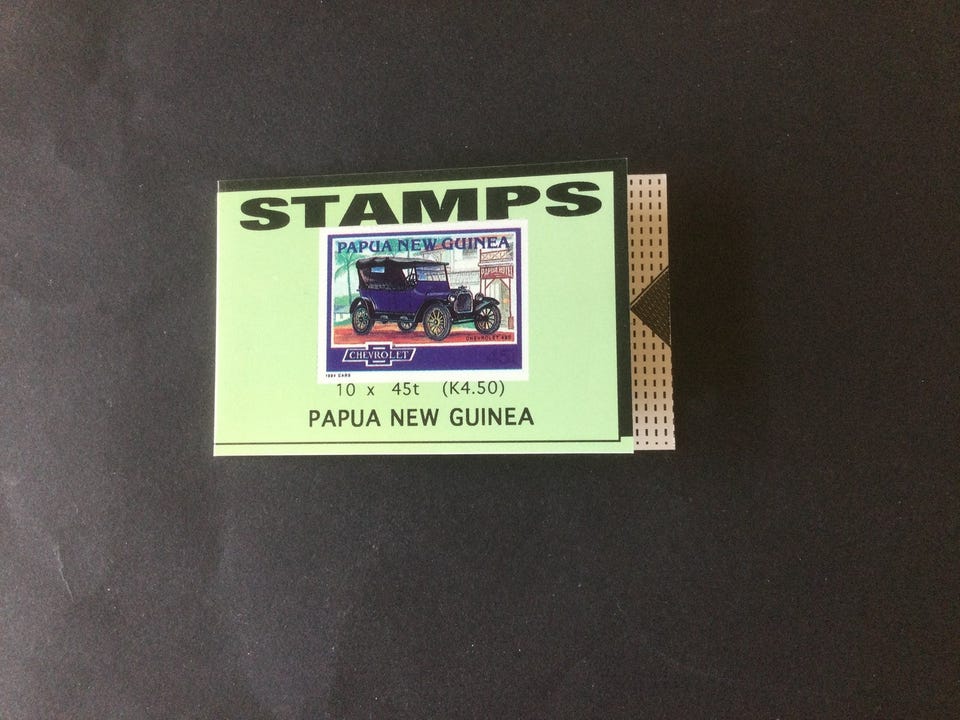 STAMPS
PAPUA NEW GUINEA
PAPUA HOTEL
CHEVROLET 490
CHEVROLET
1994 CARS
10 x 45t (K4.50)
PAPUA NEW GUINEA